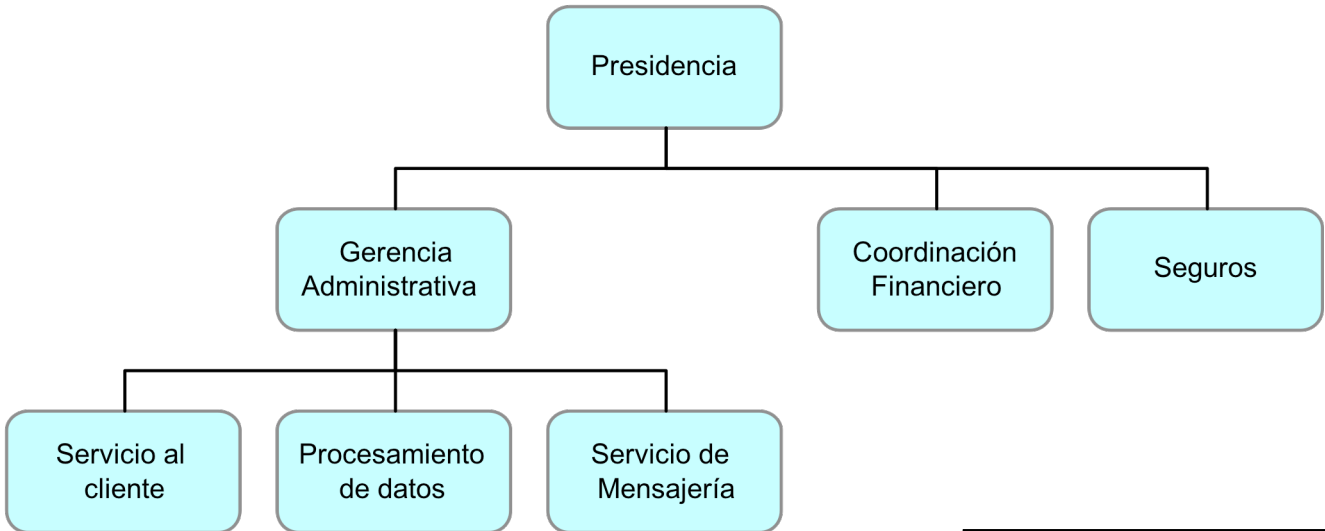 Presidencia
Gerencia
Administrativa
Coordinación
Financiero
Seguros
Servicio al
cliente
Procesamiento
de datos
Servicio de
Mensajería